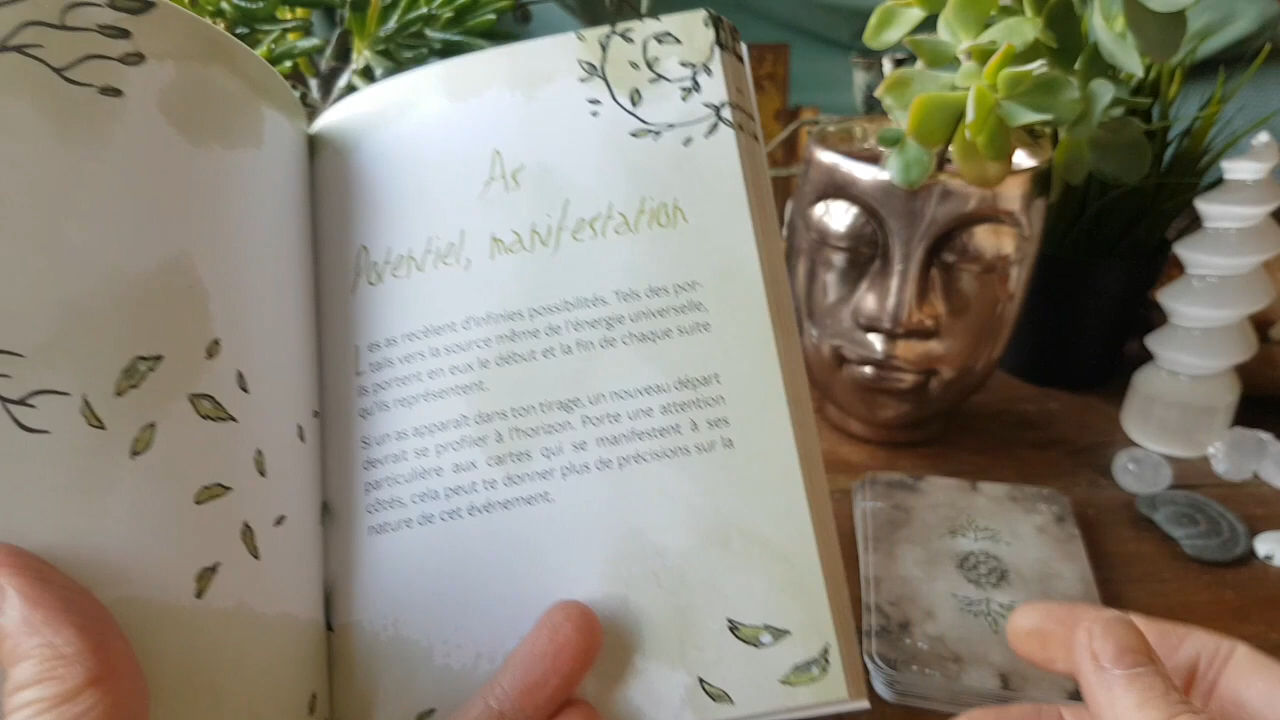 As
Potentiel, manifestation
Les as recèlent d'infinies possibilités. Tels des por-
tails vers la source même de l'énergie universelle,
ils portent en eux le début et la fin de chaque suite
qu'ils représentent.
Si un as apparaît dans ton tirage, un nouveau départ
devrait se profiler à l'horizon. Porte une attention
particulière aux cartes qui se manifestent à ses
côtés, cela peut te donner plus de précisions sur la
nature de cet événement.